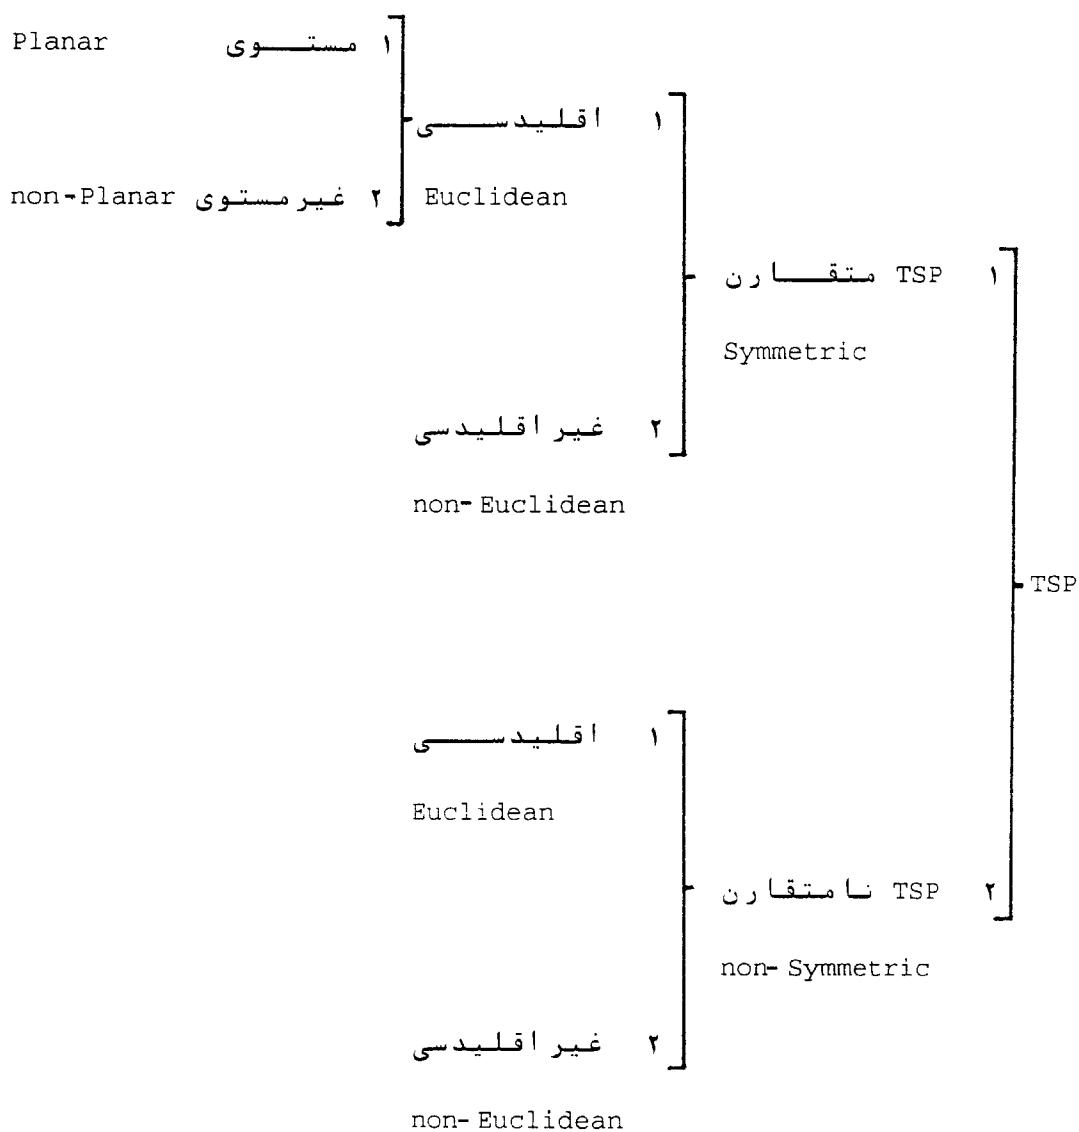 ۱ مستوی Planar
۱ اقلیدسی
۲ غیرمستوی non-Planar
Euclidean
۱ TSP متقارن
Symmetric
۲ غیراقلیدسی
non-Euclidean
TSP
۱ اقلیدسی
Euclidean
۲ TSP نامتقارن
non-Symmetric
۲ غیراقلیدسی
non-Euclidean